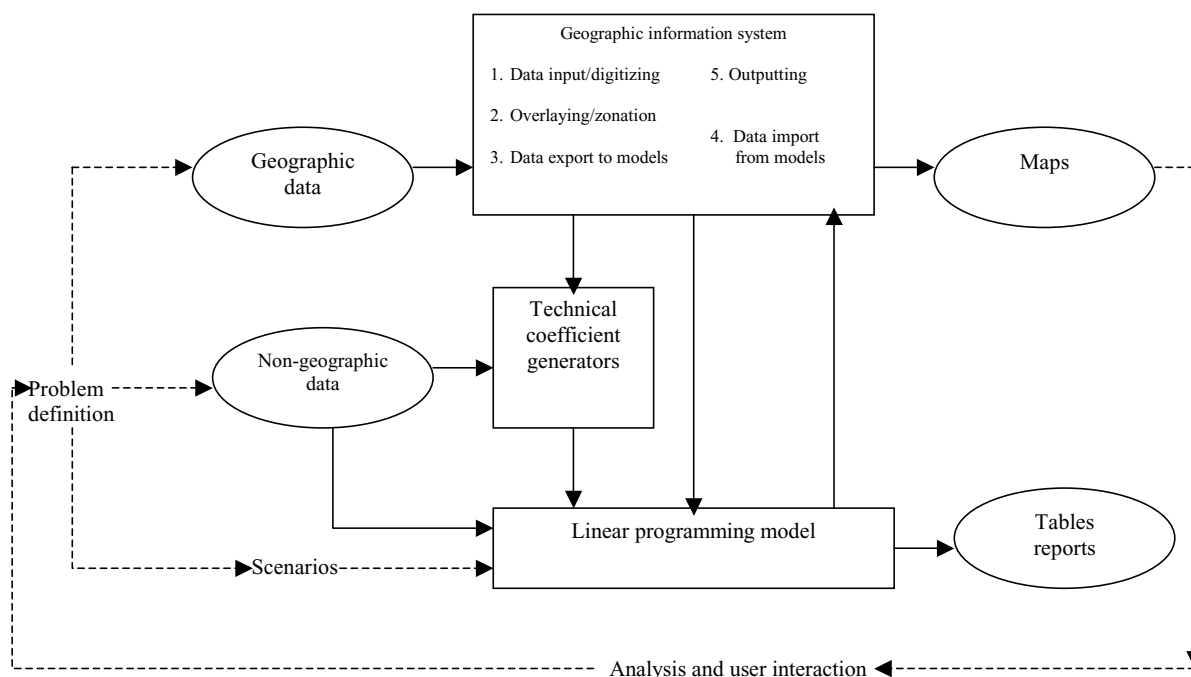 Geographic information system
1. Data input/digitizing
5. Outputting
2. Overlaying/zonation
3. Data export to models
4. Data import
from models
Geographic
data
Maps
Technical
coefficient
generators
Non-geographic
data
Problem
definition
Linear programming model
Scenarios
Tables
reports
Analysis and user interaction